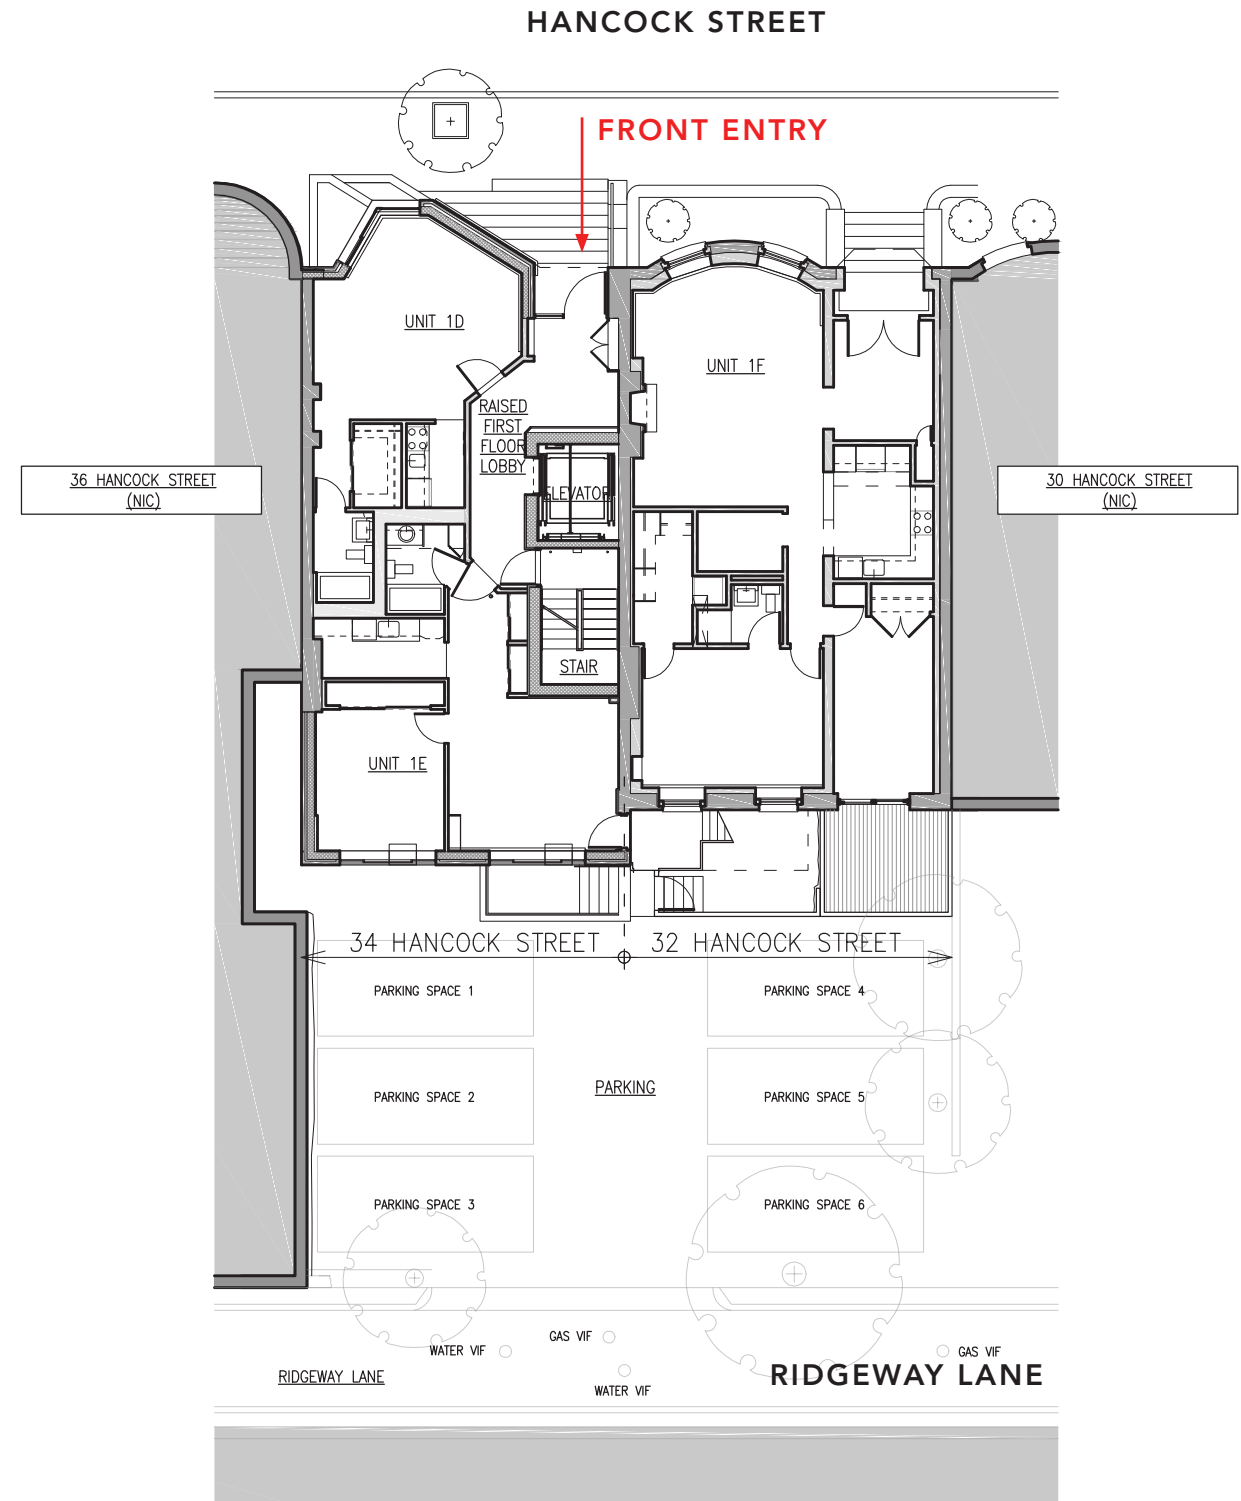 HANCOCK STREET
FRONT ENTRY
UNIT 1D
UNIT 1F
RAISED
FIRST
FLOOR
LOBBY
36 HANCOCK STREET
(NIC)
ELEVATOR
30 HANCOCK STREET
(NIC)
STAIR
UNIT 1E
34 HANCOCK STREET
32 HANCOCK STREET
PARKING SPACE 1
PARKING SPACE 4
PARKING
PARKING SPACE 2
PARKING SPACE 5
PARKING SPACE 3
PARKING SPACE 6
GAS VIF
WATER VIF
GAS VIF
RIDGEWAY LANE
RIDGEWAY LANE
WATER VIF